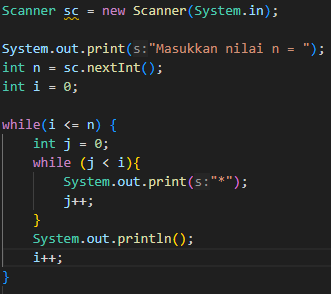 Scanner sc = new Scanner(System.in);
System.out.print(s:"Masukkan nilai n = ");
int n = sc.nextInt();
int i = 0;
while(i <= n) {
int j = 0;
while (j < i){
System.out.print(s:"*");
j++;
}
System.out.println();
i++;
}